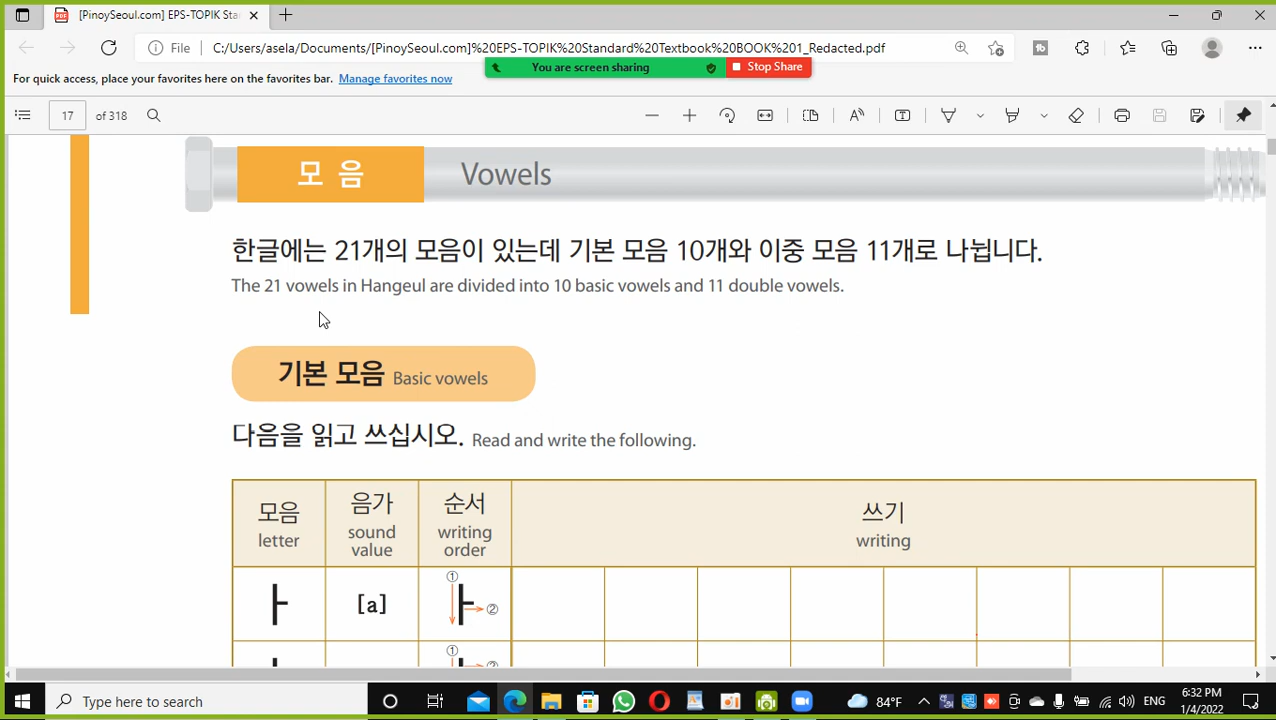 [PinoySeoul.com] EPS-TOPIK Sta
File C:/Users/asela/Documents/[PinoySeoul.com]%20EPS-TOPIK%20Standard%20Textbook%20BOOK%201_Redacted.pdf
For quick assess, place your favorites here on the favorites bar. Manage favorites now
You are screen sharing Stop Share
17 of 318
모음 Vowels
한글에는 21개의 모음이 있는데 기본 모음 10개와 이중 모음 11개로 나뉩니다.
The 21 vowels in Hangeul are divided into 10 basic vowels and 11 double vowels.
기본 모음 Basic vowels
다음을 읽고 쓰십시오. Read and write the following.
모음 음가 순서 쓰기
letter sound value writing order writing
ㅏ [a] ① ㅏ ②
① ②
Type here to search
84°F ENG 6:32 PM
1/4/2022